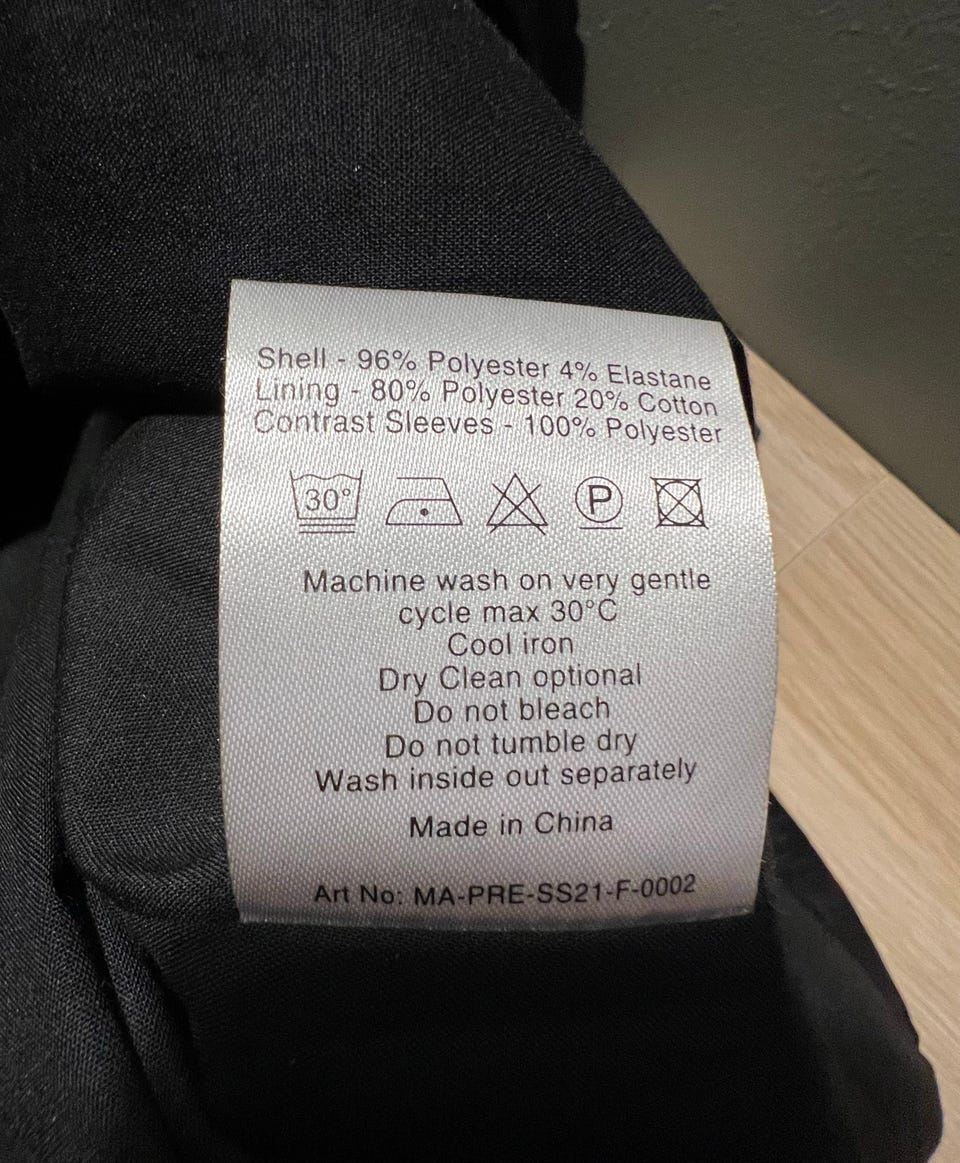 Shell - 96% Polyester 4% Elastane
Lining - 80% Polyester 20% Cotton
Contrast Sleeves - 100% Polyester
30° P
Machine wash on very gentle
cycle max 30°C
Cool iron
Dry Clean optional
Do not bleach
Do not tumble dry
Wash inside out separately
Made in China
Art No: MA-PRE-SS21-F-0002